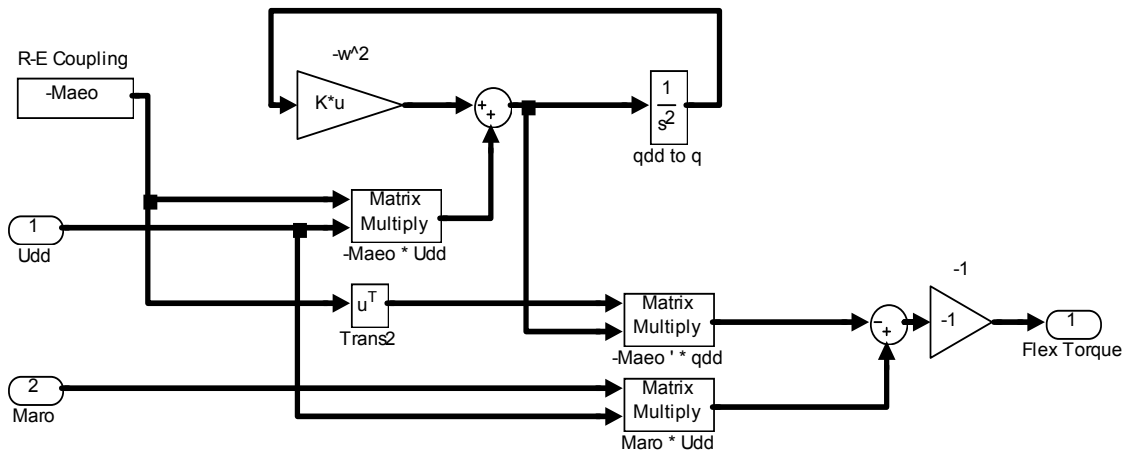 -w^2
R-E Coupling
-Maeo
K*u
+
+
1
s2
qdd to q
Matrix
Multiply
-Maeo * Udd
1
Udd
uT
Trans2
Matrix
Multiply
-Maeo ' * qdd
−
+
-1
-1
1
Flex Torque
2
Maro
Matrix
Multiply
Maro * Udd